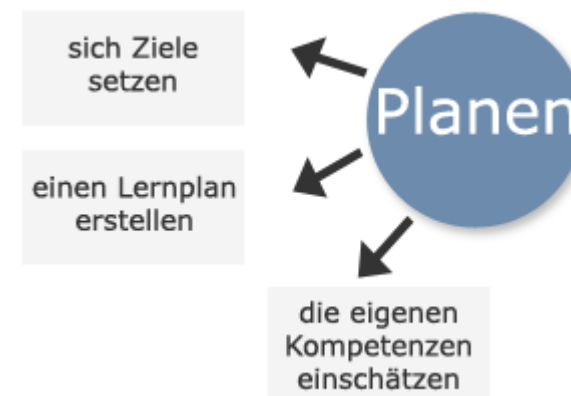 sich Ziele
setzen
Planen
einen Lernplan
erstellen
die eigenen
Kompetenzen
einschätzen